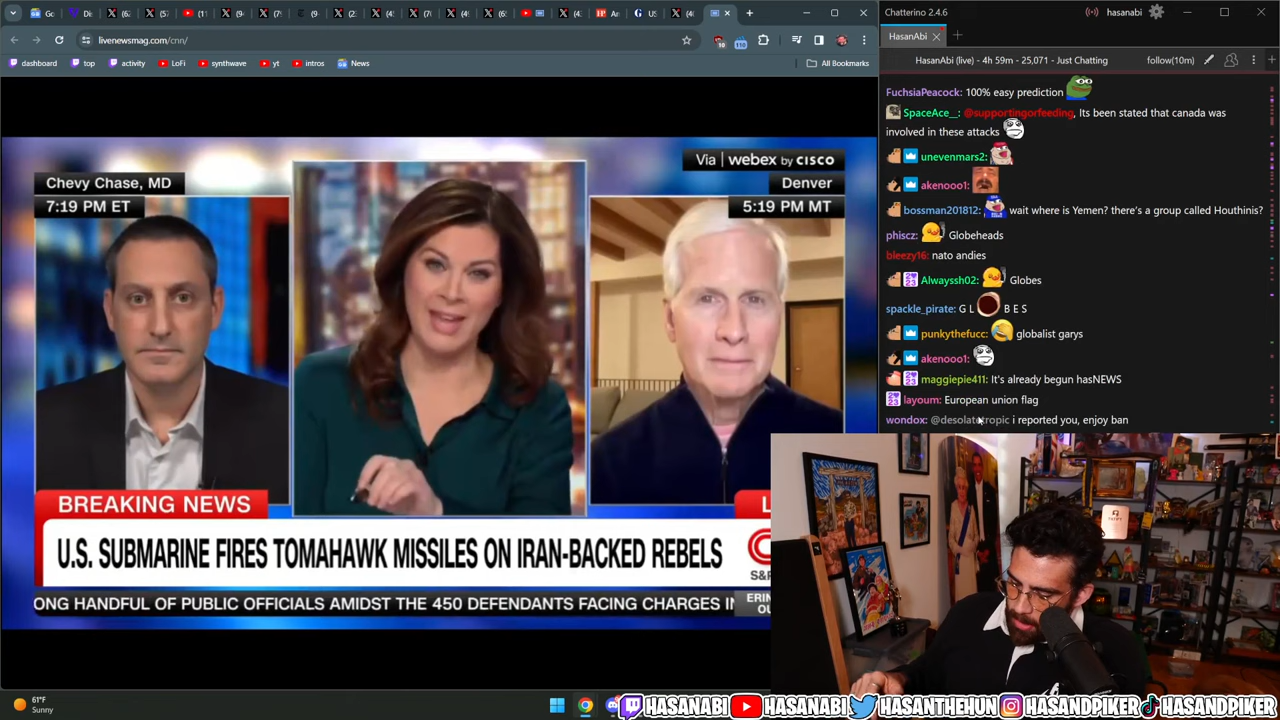 livenewsmag.com/cnn/
dashboard
top
activity
LoFi
synthwave
yt
intros
News
All Bookmarks
Chevy Chase, MD
7:19 PM ET
Via | webex by CISCO
Denver
5:19 PM MT
BREAKING NEWS
U.S. SUBMARINE FIRES TOMAHAWK MISSILES ON IRAN-BACKED REBELS
ONG HANDFUL OF PUBLIC OFFICIALS AMIDST THE 450 DEFENDANTS FACING CHARGES IN
61°F
Sunny
Chatterino 2.4.6
hasanabi
HasanAbi
HasanAbi (live) - 4h 59m - 25,071 - Just Chatting
follow(10m)
FuchsiaPeacock: 100% easy prediction
SpaceAce__: @supportingorfeeding, Its been stated that canada was
involved in these attacks
unevenmars2:
akenooo1:
bossman201812: wait where is Yemen? there's a group called Houthinis?
phiscz: Globeheads
bleezy16: nato andies
Alwayssh02: Globes
spackle_pirate: G L B E S
punkythefucc: globalist garys
akenooo1:
maggiepie411: It's already begun hasNEWS
layoum: European union flag
wondox: i reported you, enjoy ban
HASANABI
HASANABI
HASANTHEHUN
HASANDPIKER
HASANDPIKER